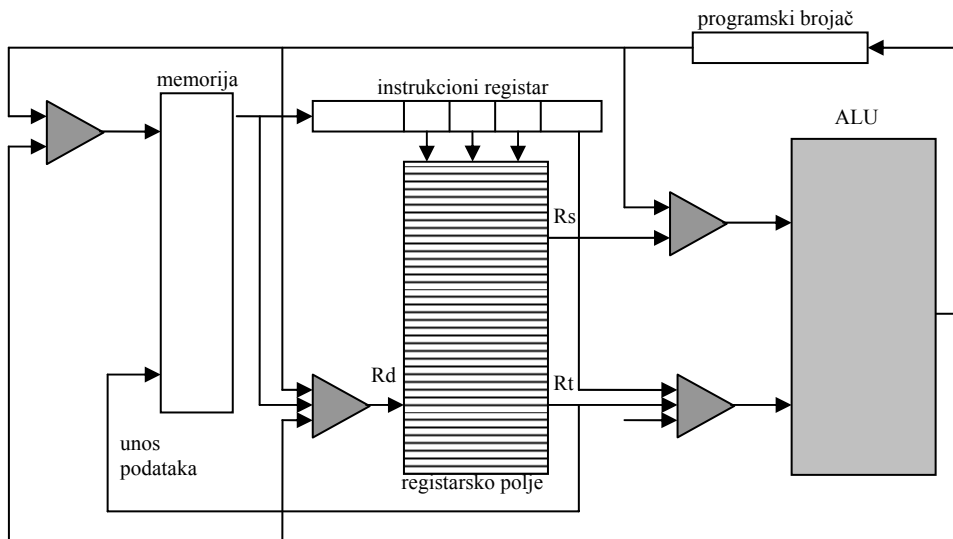 programski brojač
memorija
instrukcioni registar
ALU
Rs
Rd
Rt
unos
podataka
registarsko polje